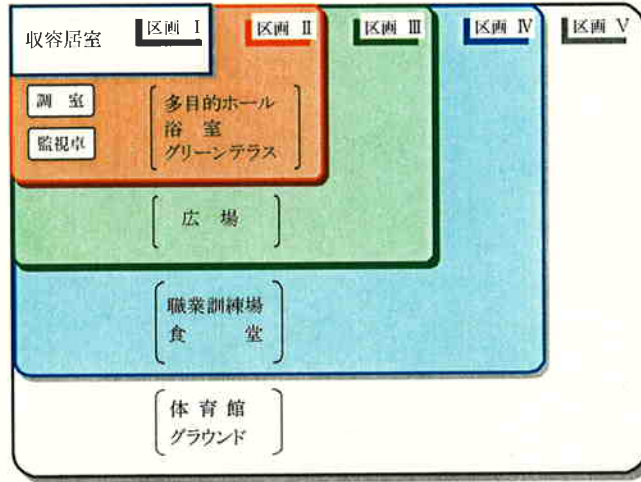 収容居室 区画 I 区画 II 区画 III 区画 IV 区画 V
調 室
監視卓
多目的ホール
浴 室
グリーンテラス
広 場
職業訓練場
食 堂
体 育 館
グラウンド